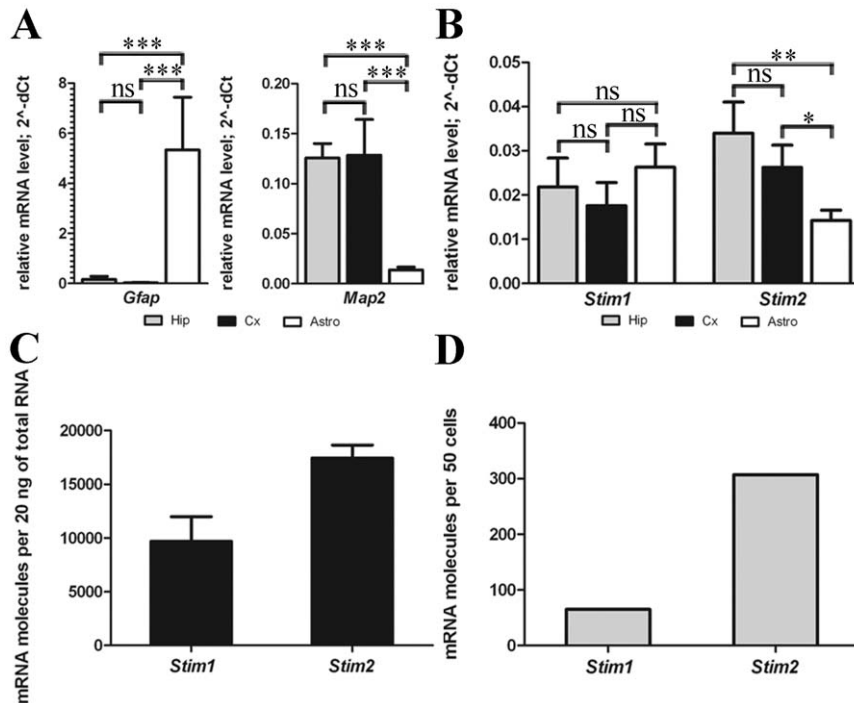 A
relative mRNA level; 2^-dCt
8
6
4
2
0
***
***
ns
Gfap
relative mRNA level; 2^-dCt
0.20
0.15
0.10
0.05
0.00
***
***
ns
Map2
Hip Cx Astro
B
relative mRNA level; 2^-dCt
0.05
0.04
0.03
0.02
0.01
0.00
ns
ns
ns
**
ns
*
Stim1 Stim2
Hip Cx Astro
C
mRNA molecules per 20 ng of total RNA
20000
15000
10000
5000
0
Stim1 Stim2
D
mRNA molecules per 50 cells
400
300
200
100
0
Stim1 Stim2